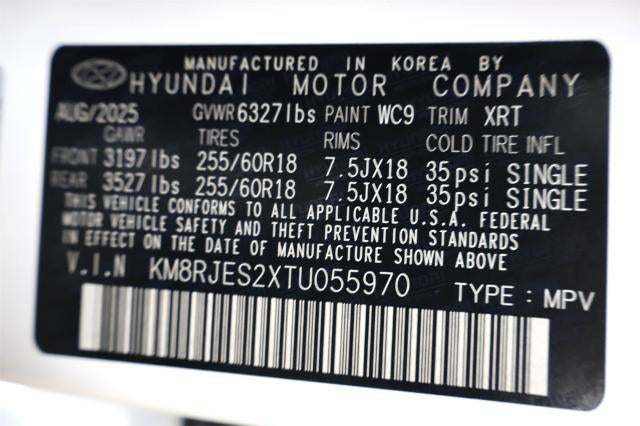 MANUFACTURED IN KOREA BY
HYUNDAI MOTOR COMPANY
AUG/2025 GVWR 6327lbs PAINT WC9 TRIM XRT
GAWR TIRES RIMS COLD TIRE INFL
FRONT 3197lbs 255/60R18 7.5JX18 35psi SINGLE
REAR 3527lbs 255/60R18 7.5JX18 35psi SINGLE
THIS VEHICLE CONFORMS TO ALL APPLICABLE U.S.A. FEDERAL
MOTOR VEHICLE SAFETY AND THEFT PREVENTION STANDARDS
IN EFFECT ON THE DATE OF MANUFACTURE SHOWN ABOVE
V.I.N KM8RJES2XTU055970 TYPE : MPV